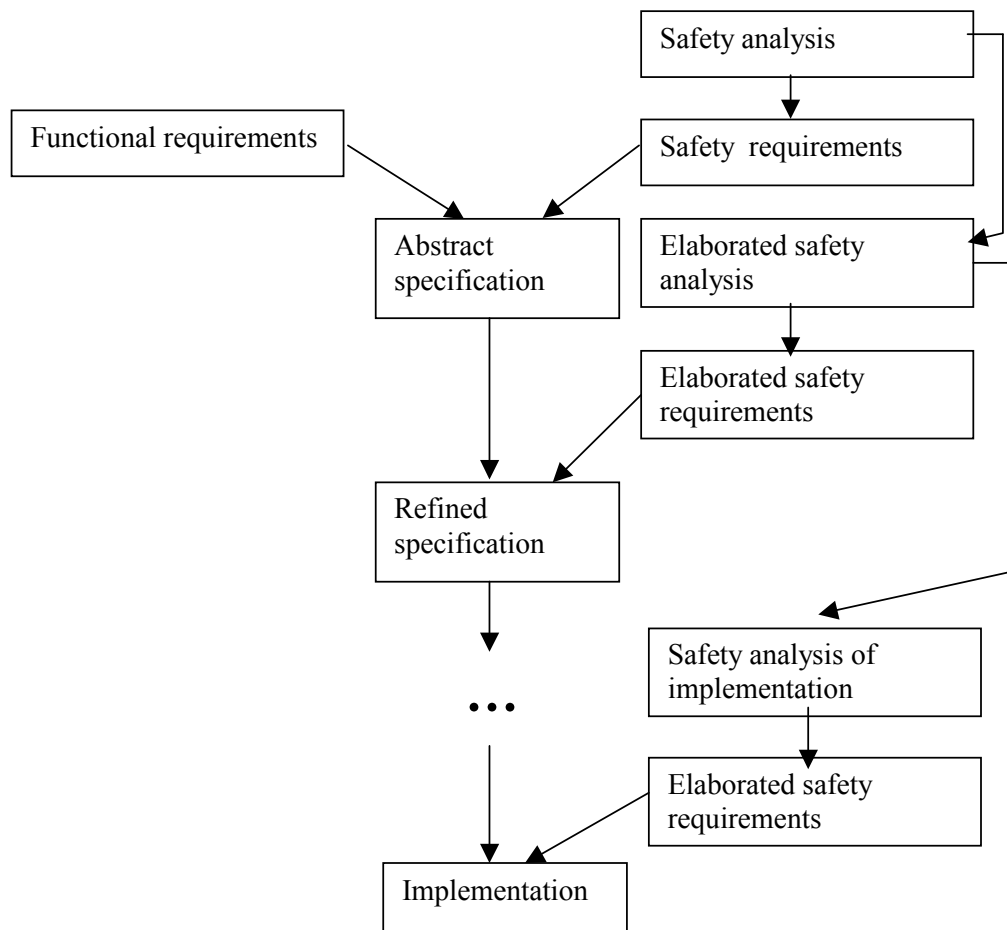 Safety analysis
Functional requirements
Safety requirements
Abstract
specification
Elaborated safety
analysis
Elaborated safety
requirements
Refined
specification
Safety analysis of
implementation
...
Elaborated safety
requirements
Implementation